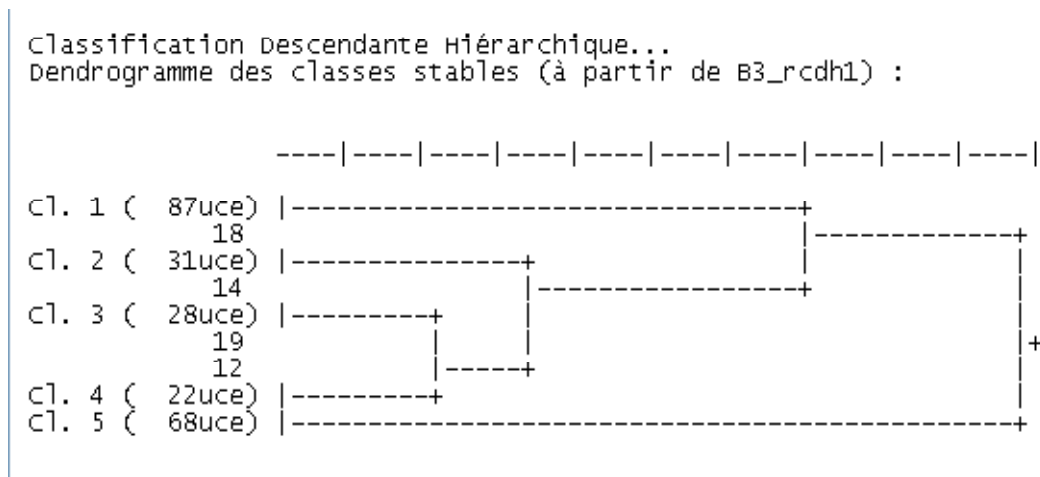 Classification Descendante Hiérarchique...
Dendrogramme des classes stables (à partir de B3_rcdh1) :
----|----|----|----|----|----|----|----|----|----|
Cl. 1 (  87uce) |---------------------------------+
18 |--------------+
Cl. 2 (  31uce) |---------------+ | |
14 |-----------------+ |
Cl. 3 (  28uce) |---------+ | |
19 | | |+
12 |-----+ |
Cl. 4 (  22uce) |---------+ |
Cl. 5 (  68uce) |-----------------------------------------------+